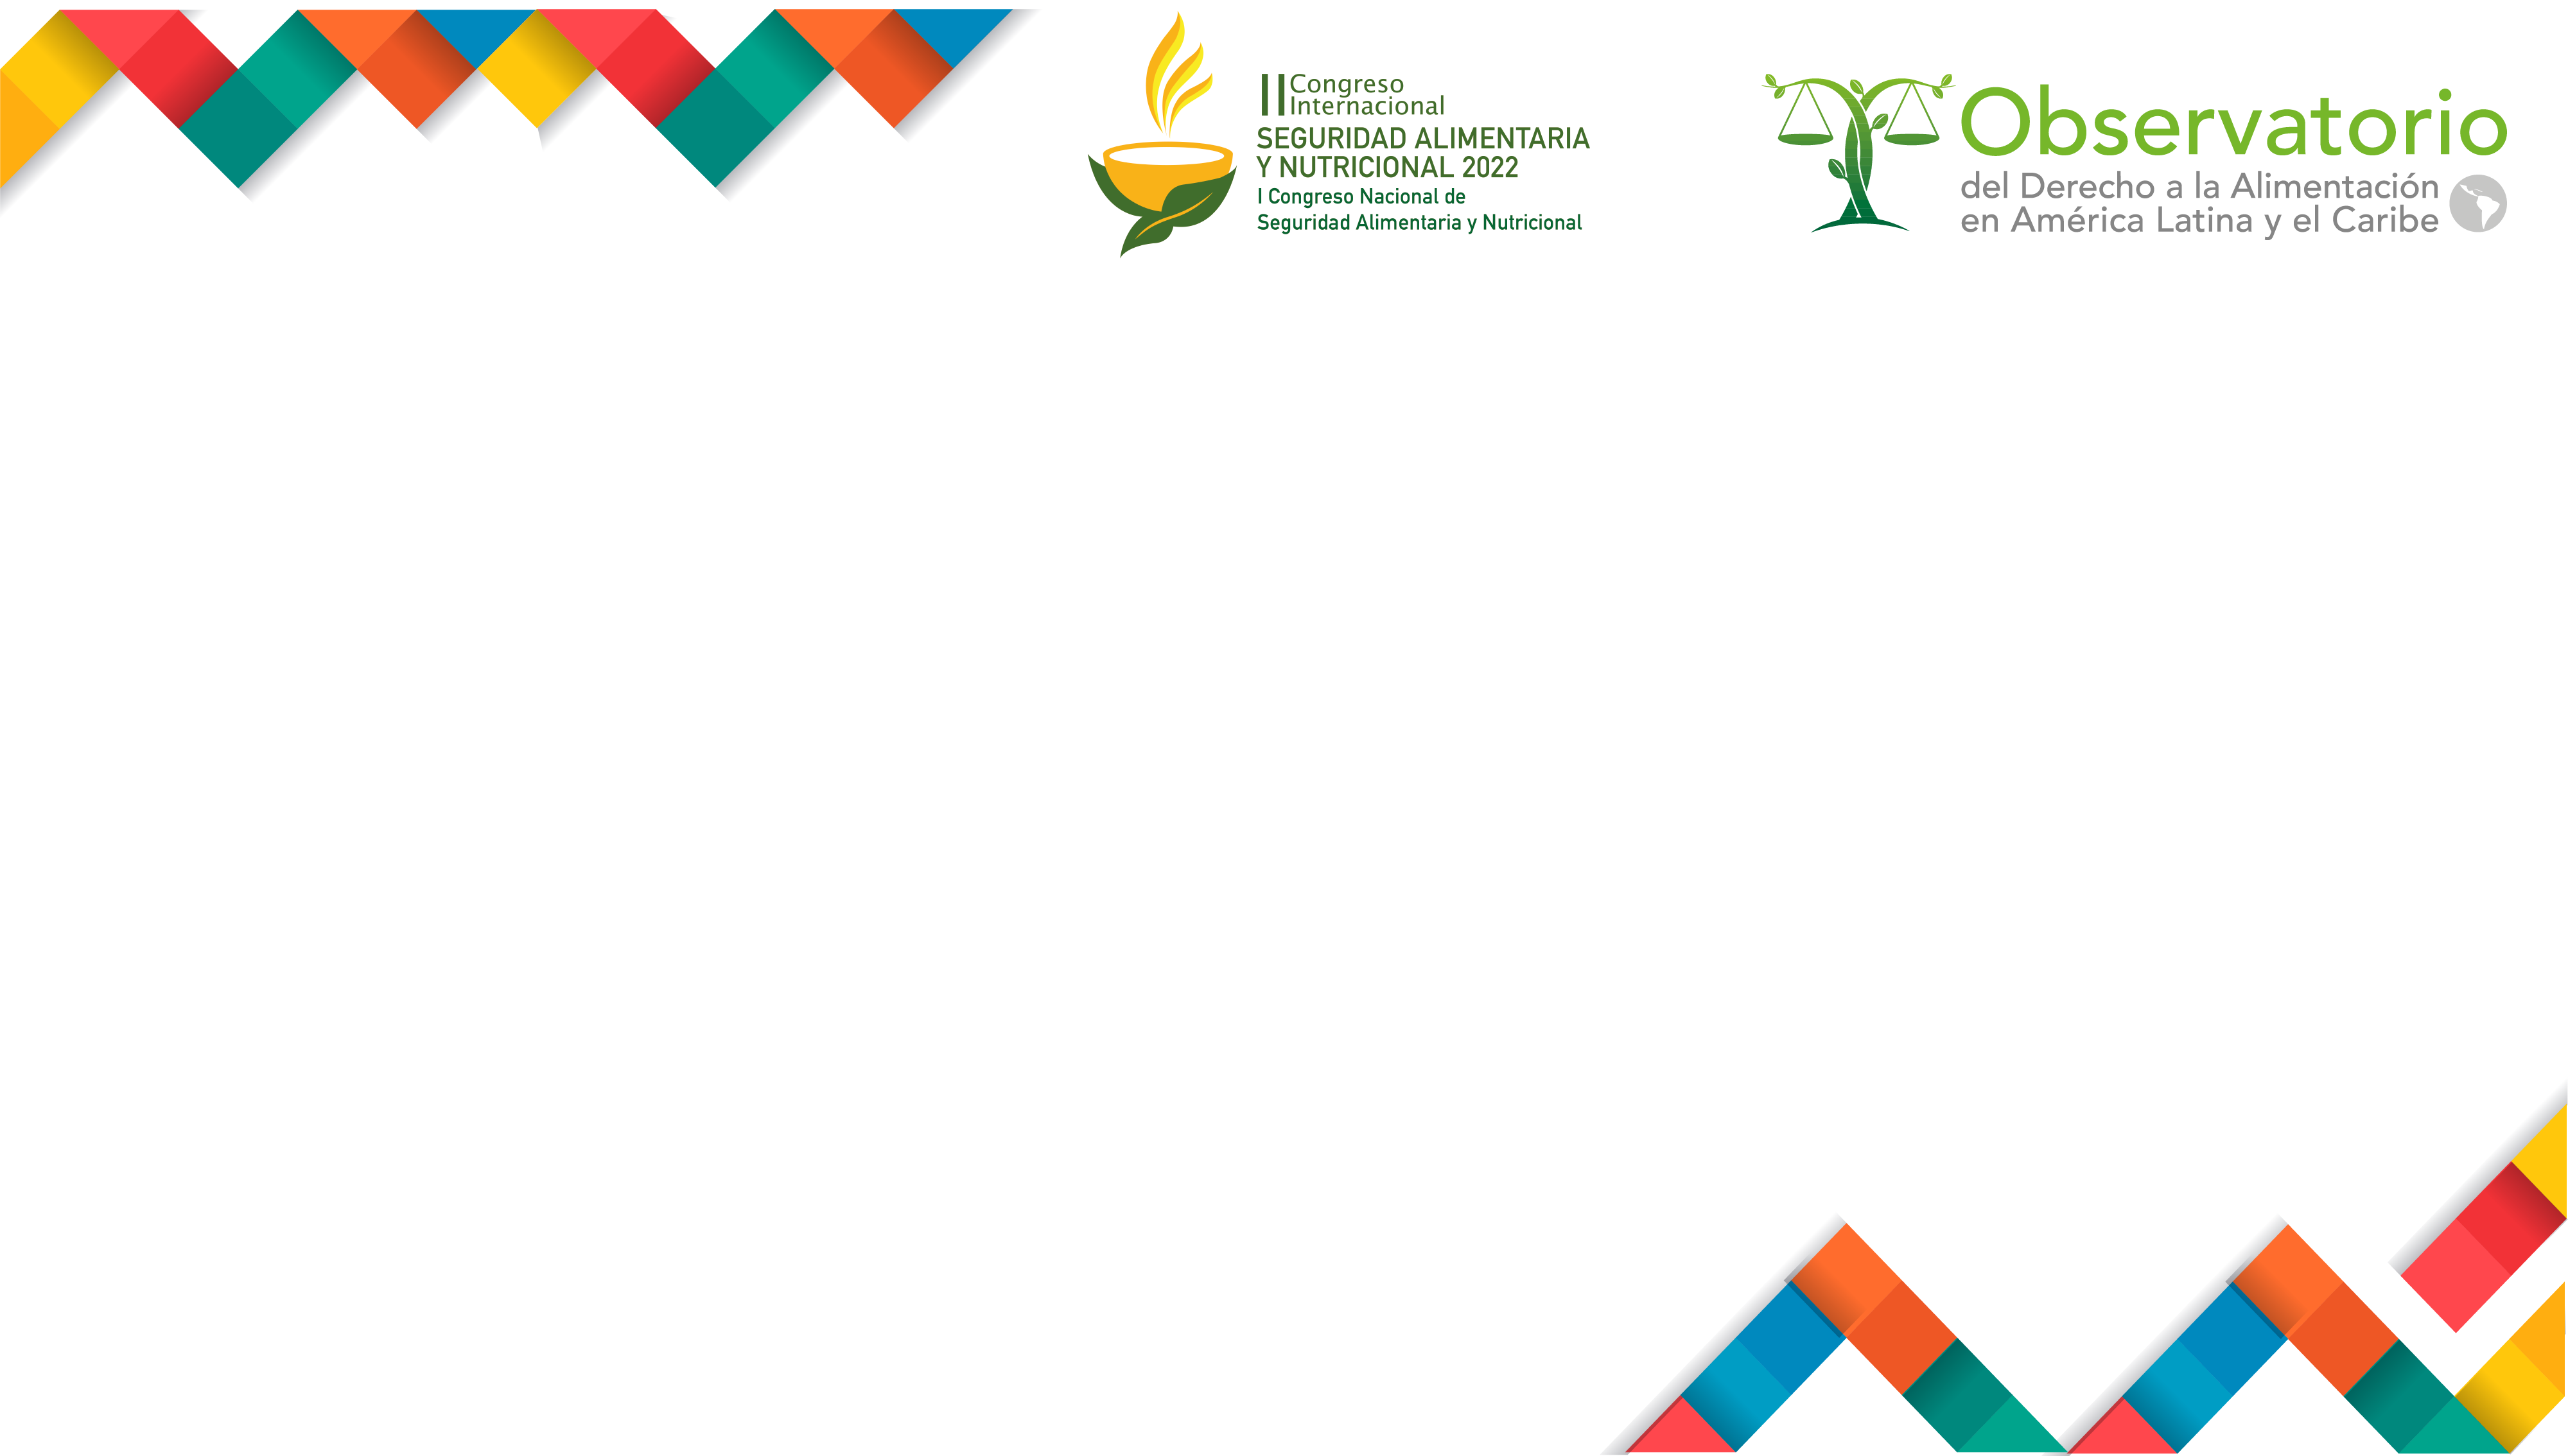 II Congreso
Internacional
SEGURIDAD ALIMENTARIA
Y NUTRICIONAL 2022
I Congreso Nacional de
Seguridad Alimentaria y Nutricional
Observatorio
del Derecho a la Alimentación
en América Latina y el Caribe